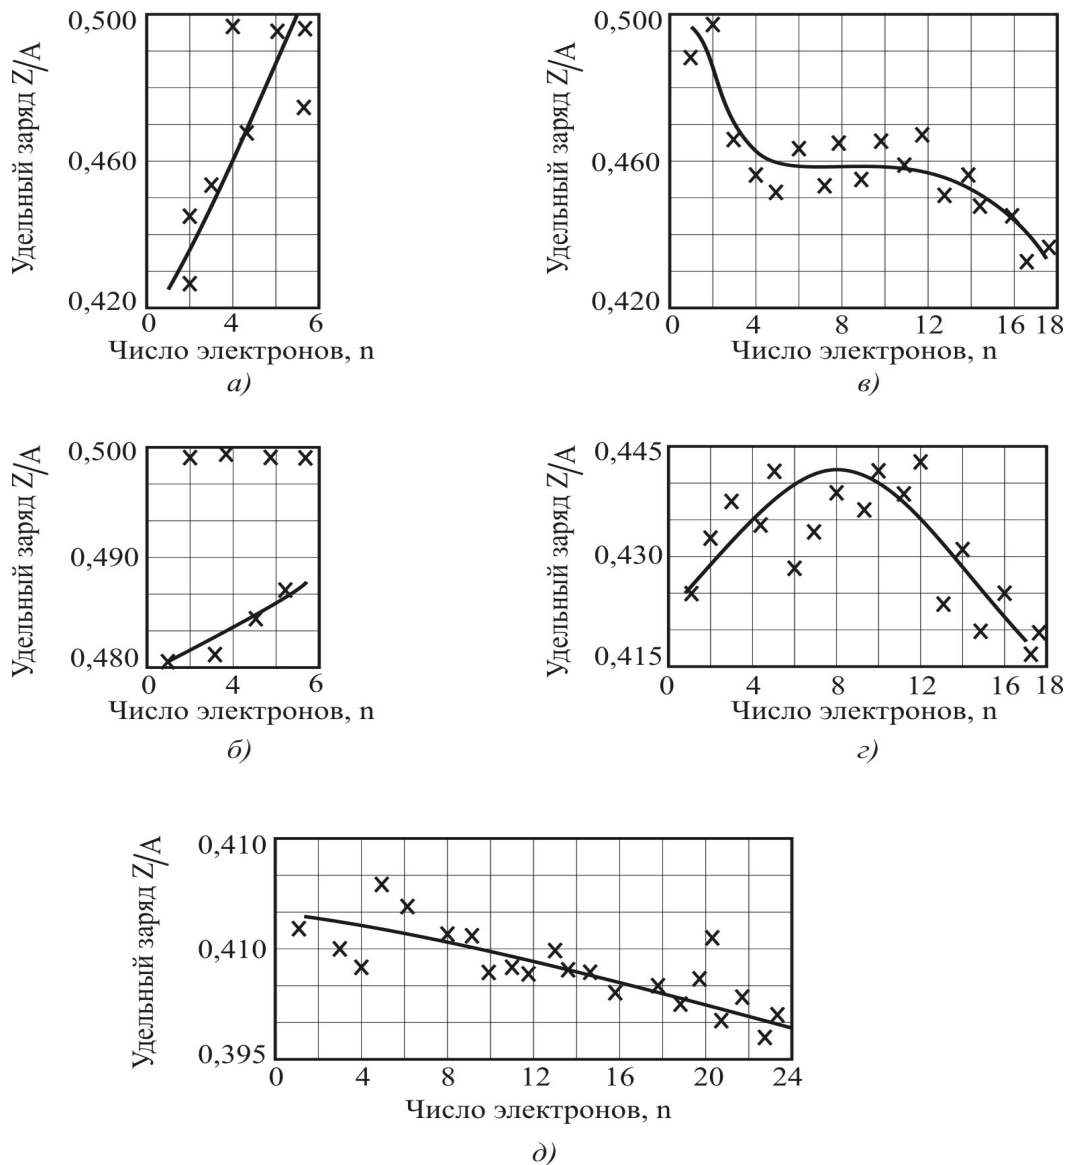 Удельный заряд Z/A
0,500
0,460
0,420
0 4 6
Число электронов, n
а)
Удельный заряд Z/A
0,500
0,460
0,420
0 4 8 12 16 18
Число электронов, n
в)
Удельный заряд Z/A
0,500
0,490
0,480
0 4 6
Число электронов, n
б)
Удельный заряд Z/A
0,445
0,430
0,415
0 4 8 12 16 18
Число электронов, n
г)
Удельный заряд Z/A
0,410
0,410
0,395
0 4 8 12 16 20 24
Число электронов, n
д)